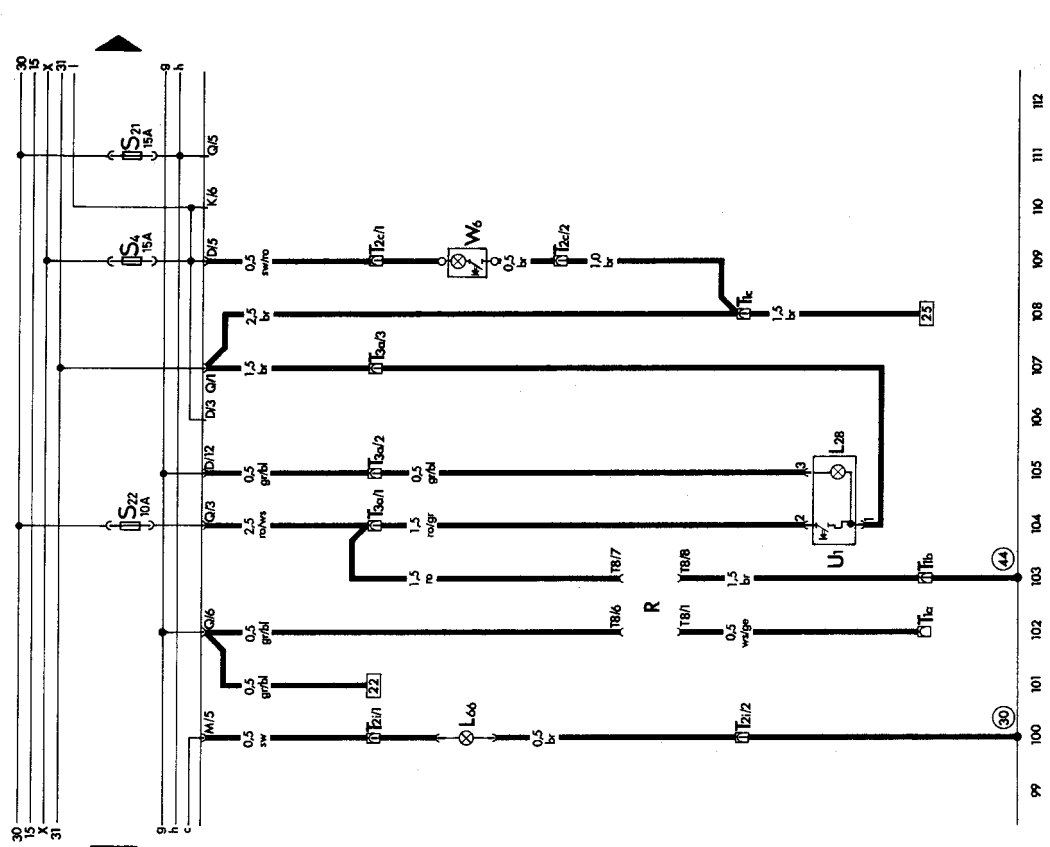 30
15
X
31
l
g
h
S21
15A
Q/5
K/6
S4
15A
D/5
0,5
sw/ro
T2c/1
W6
0,5
br
T2c/2
1,0
br
2,5
br
T1c
1,5
br
25
Q/1
1,5
br
T3a/3
D/3
D/12
0,5
gr/bl
T3a/2
0,5
gr/bl
3
L28
S22
10A
Q/3
2,5
ro/ws
T3a/1
1,5
ro/gr
2
1
U1
1,5
ro
T8/7
T8/8
1,5
br
T1b
44
R
Q/6
0,5
gr/bl
T8/6
T8/1
0,5
ws/ge
T1a
0,5
gr/bl
22
M/5
0,5
sw
T2i/1
L66
0,5
br
T2i/2
30
30
15
X
31
g
h
c
99
100
101
102
103
104
105
106
107
108
109
110
111
112